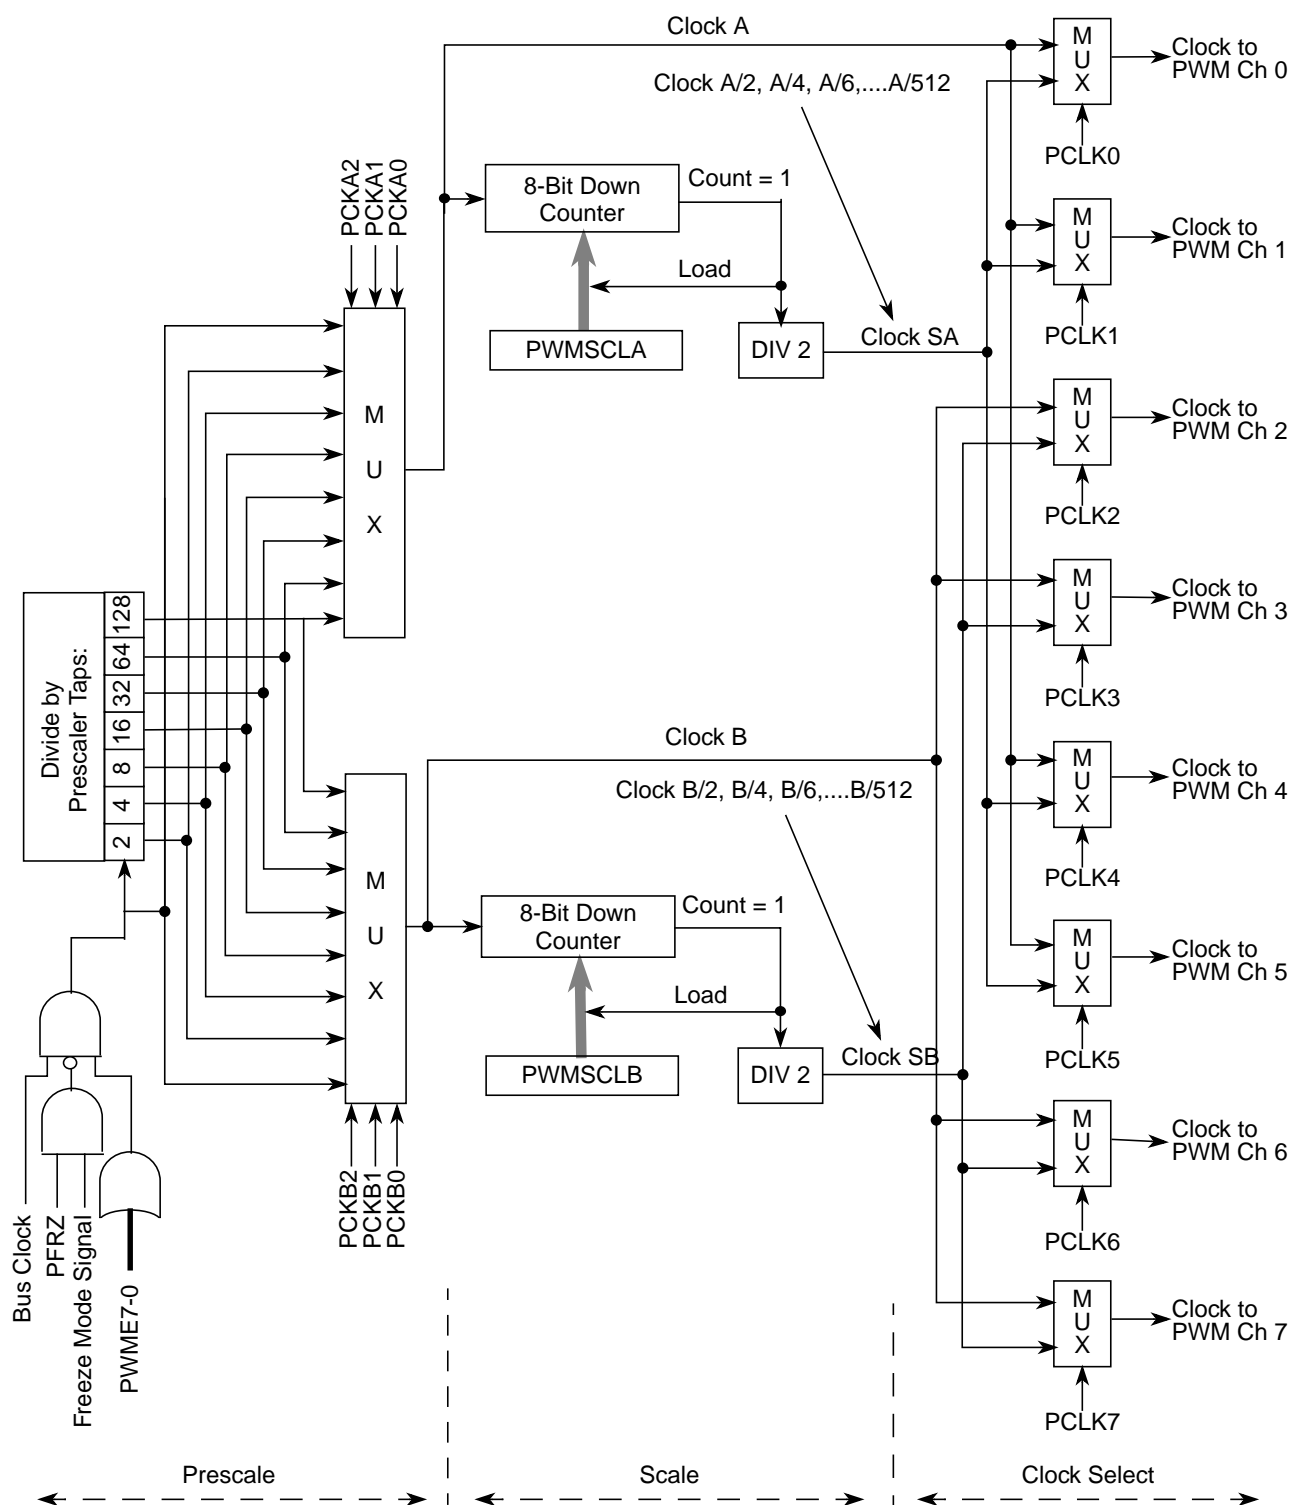 Clock A
Clock A/2, A/4, A/6,....A/512
PCKA2
PCKA1
PCKA0
8-Bit Down
Counter
Count = 1
Load
PWMSCLA
DIV 2
Clock SA
M
U
X
M
U
X
Clock to
PWM Ch 0
PCLK0
M
U
X
Clock to
PWM Ch 1
PCLK1
M
U
X
Clock to
PWM Ch 2
PCLK2
M
U
X
Clock to
PWM Ch 3
PCLK3
Divide by
Prescaler Taps:
128
64
32
16
8
4
2
Clock B
Clock B/2, B/4, B/6,....B/512
M
U
X
8-Bit Down
Counter
Count = 1
Load
PWMSCLB
DIV 2
Clock SB
M
U
X
Clock to
PWM Ch 4
PCLK4
M
U
X
Clock to
PWM Ch 5
PCLK5
M
U
X
Clock to
PWM Ch 6
PCLK6
M
U
X
Clock to
PWM Ch 7
PCLK7
PCKB2
PCKB1
PCKB0
Bus Clock
PFRZ
Freeze Mode Signal
PWME7-0
Prescale
Scale
Clock Select